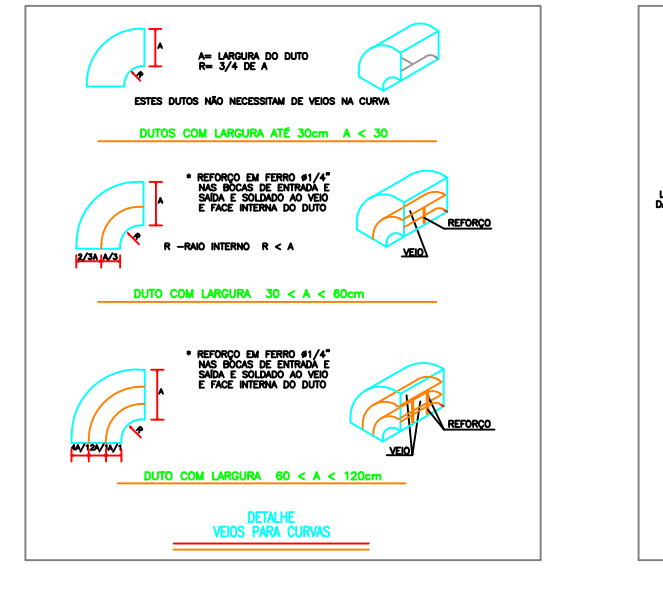 A
R
A= LARGURA DO DUTO
R= 3/4 DE A
ESTES DUTOS NÃO NECESSITAM DE VEIOS NA CURVA
DUTOS COM LARGURA ATÉ 30cm A < 30
* REFORÇO EM FERRO ø1/4"
NAS BOCAS DE ENTRADA E
SAÍDA E SOLDADO AO VEIO
E FACE INTERNA DO DUTO
A
R
R -RAIO INTERNO R < A
2/3A A/3
REFORÇO
VEIO
DUTO COM LARGURA 30 < A < 60cm
* REFORÇO EM FERRO ø1/4"
NAS BOCAS DE ENTRADA E
SAÍDA E SOLDADO AO VEIO
E FACE INTERNA DO DUTO
A
R
REFORÇO
VEIO
DUTO COM LARGURA 60 < A < 120cm
DETALHE
VEIOS PARA CURVAS